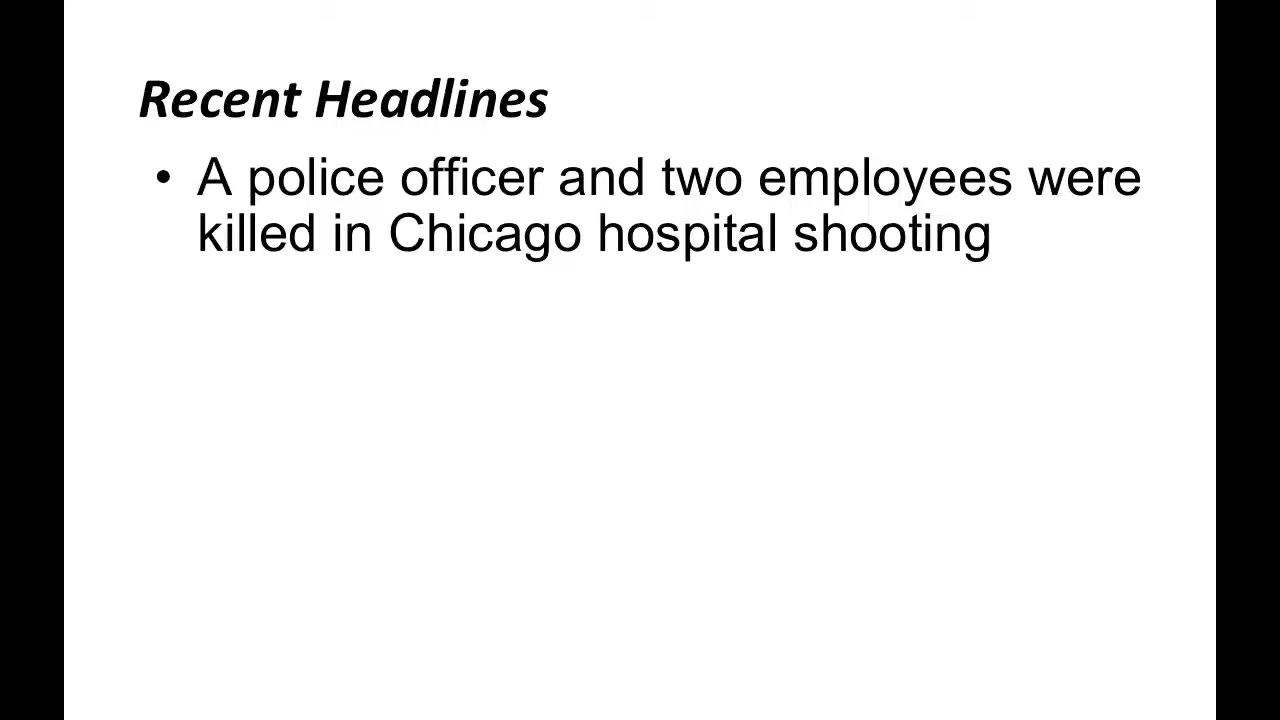 Recent Headlines
• A police officer and two employees were
killed in Chicago hospital shooting